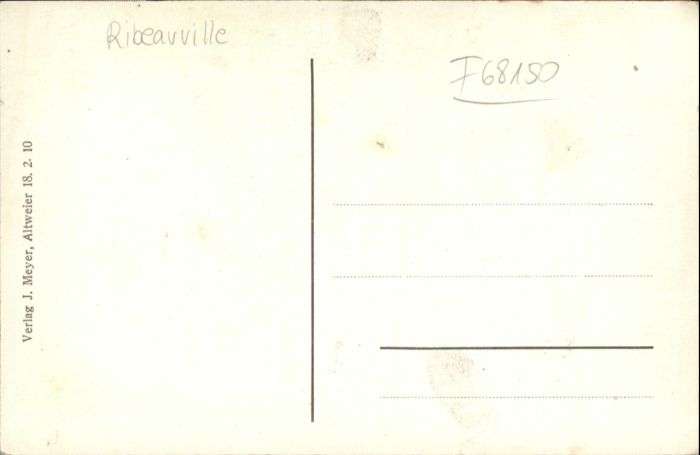 Ribeauville
F68150
Verlag J. Meyer, Altweier 18. 2. 10